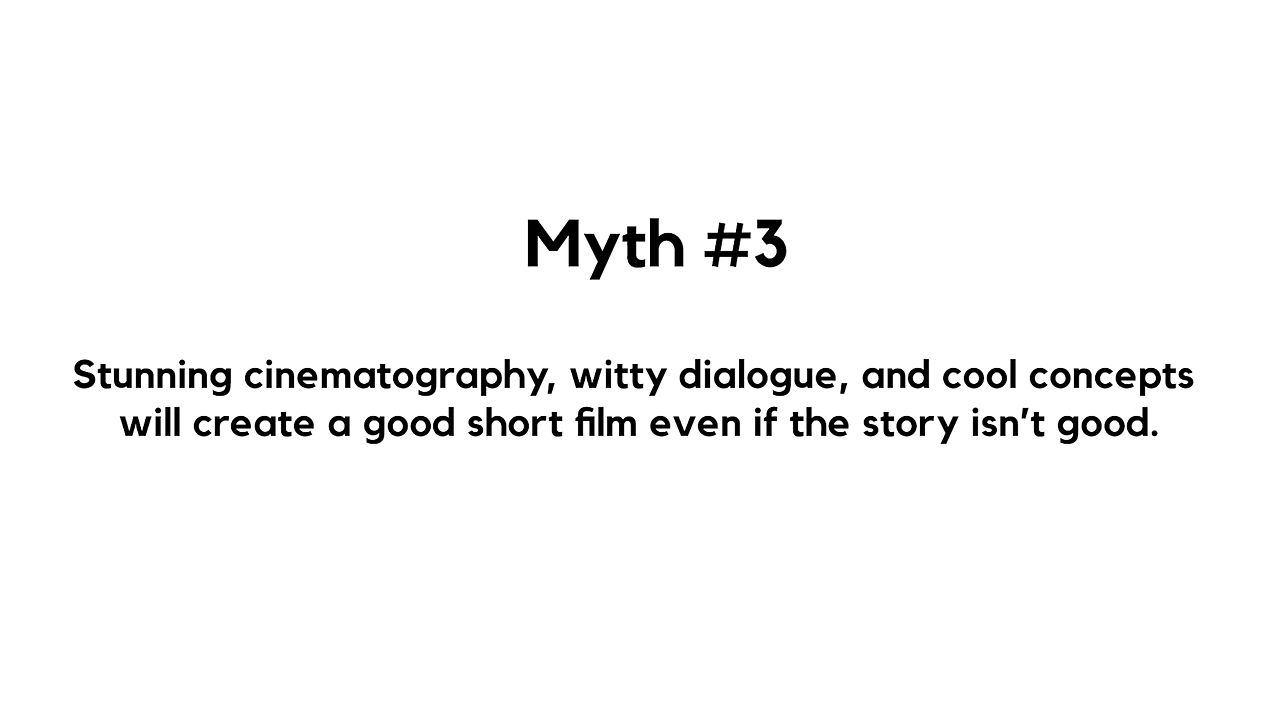 Myth #3
Stunning cinematography, witty dialogue, and cool concepts
will create a good short film even if the story isn’t good.